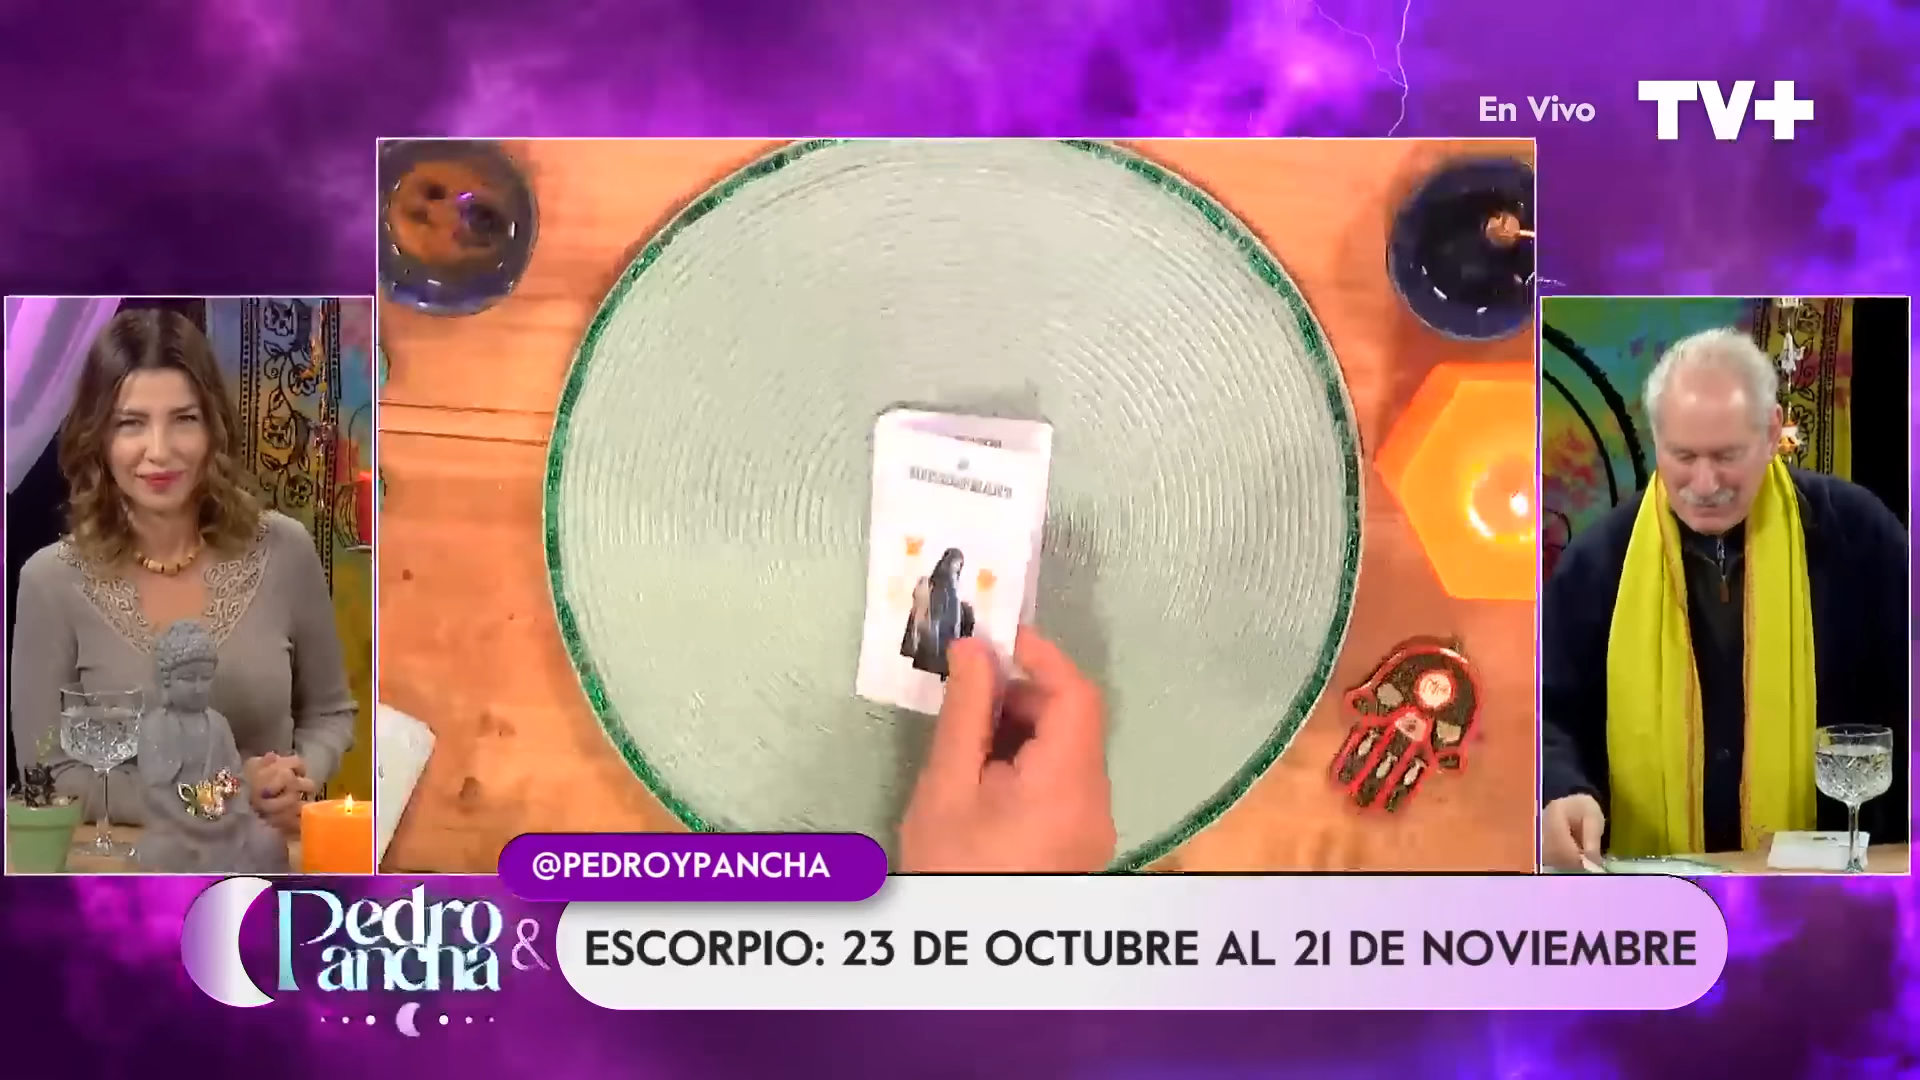 En Vivo
TV+
@PEDROYPANCHA
Pedro
& Pancha
ESCORPIO: 23 DE OCTUBRE AL 21 DE NOVIEMBRE